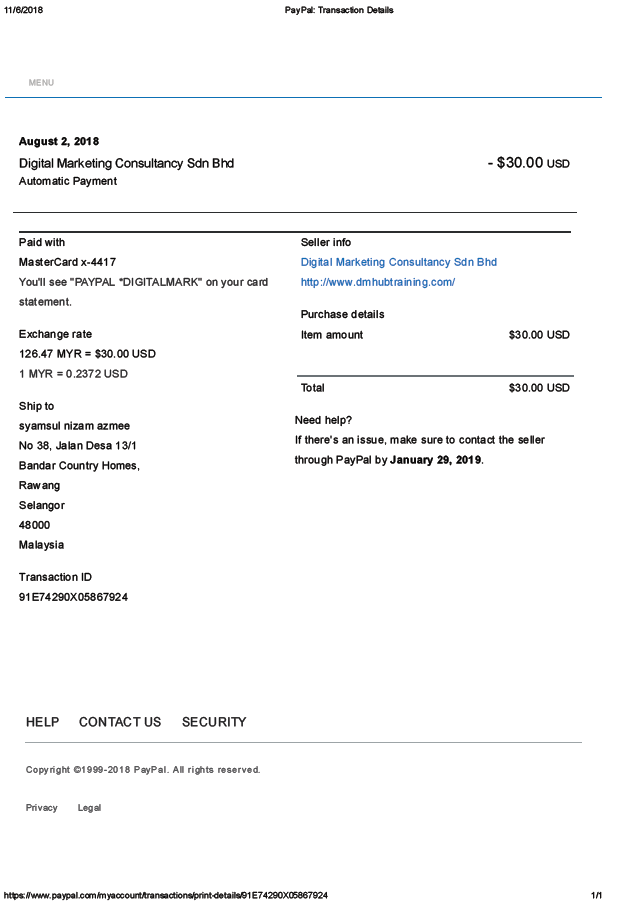 11/6/2018 PayPal: Transaction Details
MENU
August 2, 2018
Digital Marketing Consultancy Sdn Bhd - $30.00 USD
Automatic Payment
Paid with
MasterCard x-4417
You'll see "PAYPAL *DIGITALMARK" on your card
statement.
Exchange rate
126.47 MYR = $30.00 USD
1 MYR = 0.2372 USD
Ship to
syamsul nizam azmee
No 38, Jalan Desa 13/1
Bandar Country Homes,
Rawang
Selangor
48000
Malaysia
Transaction ID
91E74290X05867924
Seller info
Digital Marketing Consultancy Sdn Bhd
http://www.dmhubtraining.com/
Purchase details
Item amount $30.00 USD
Total $30.00 USD
Need help?
If there's an issue, make sure to contact the seller
through PayPal by January 29, 2019.
HELP CONTACT US SECURITY
Copyright ©1999-2018 PayPal. All rights reserved.
Privacy Legal
https://www.paypal.com/myaccount/transactions/print-details/91E74290X05867924 1/1